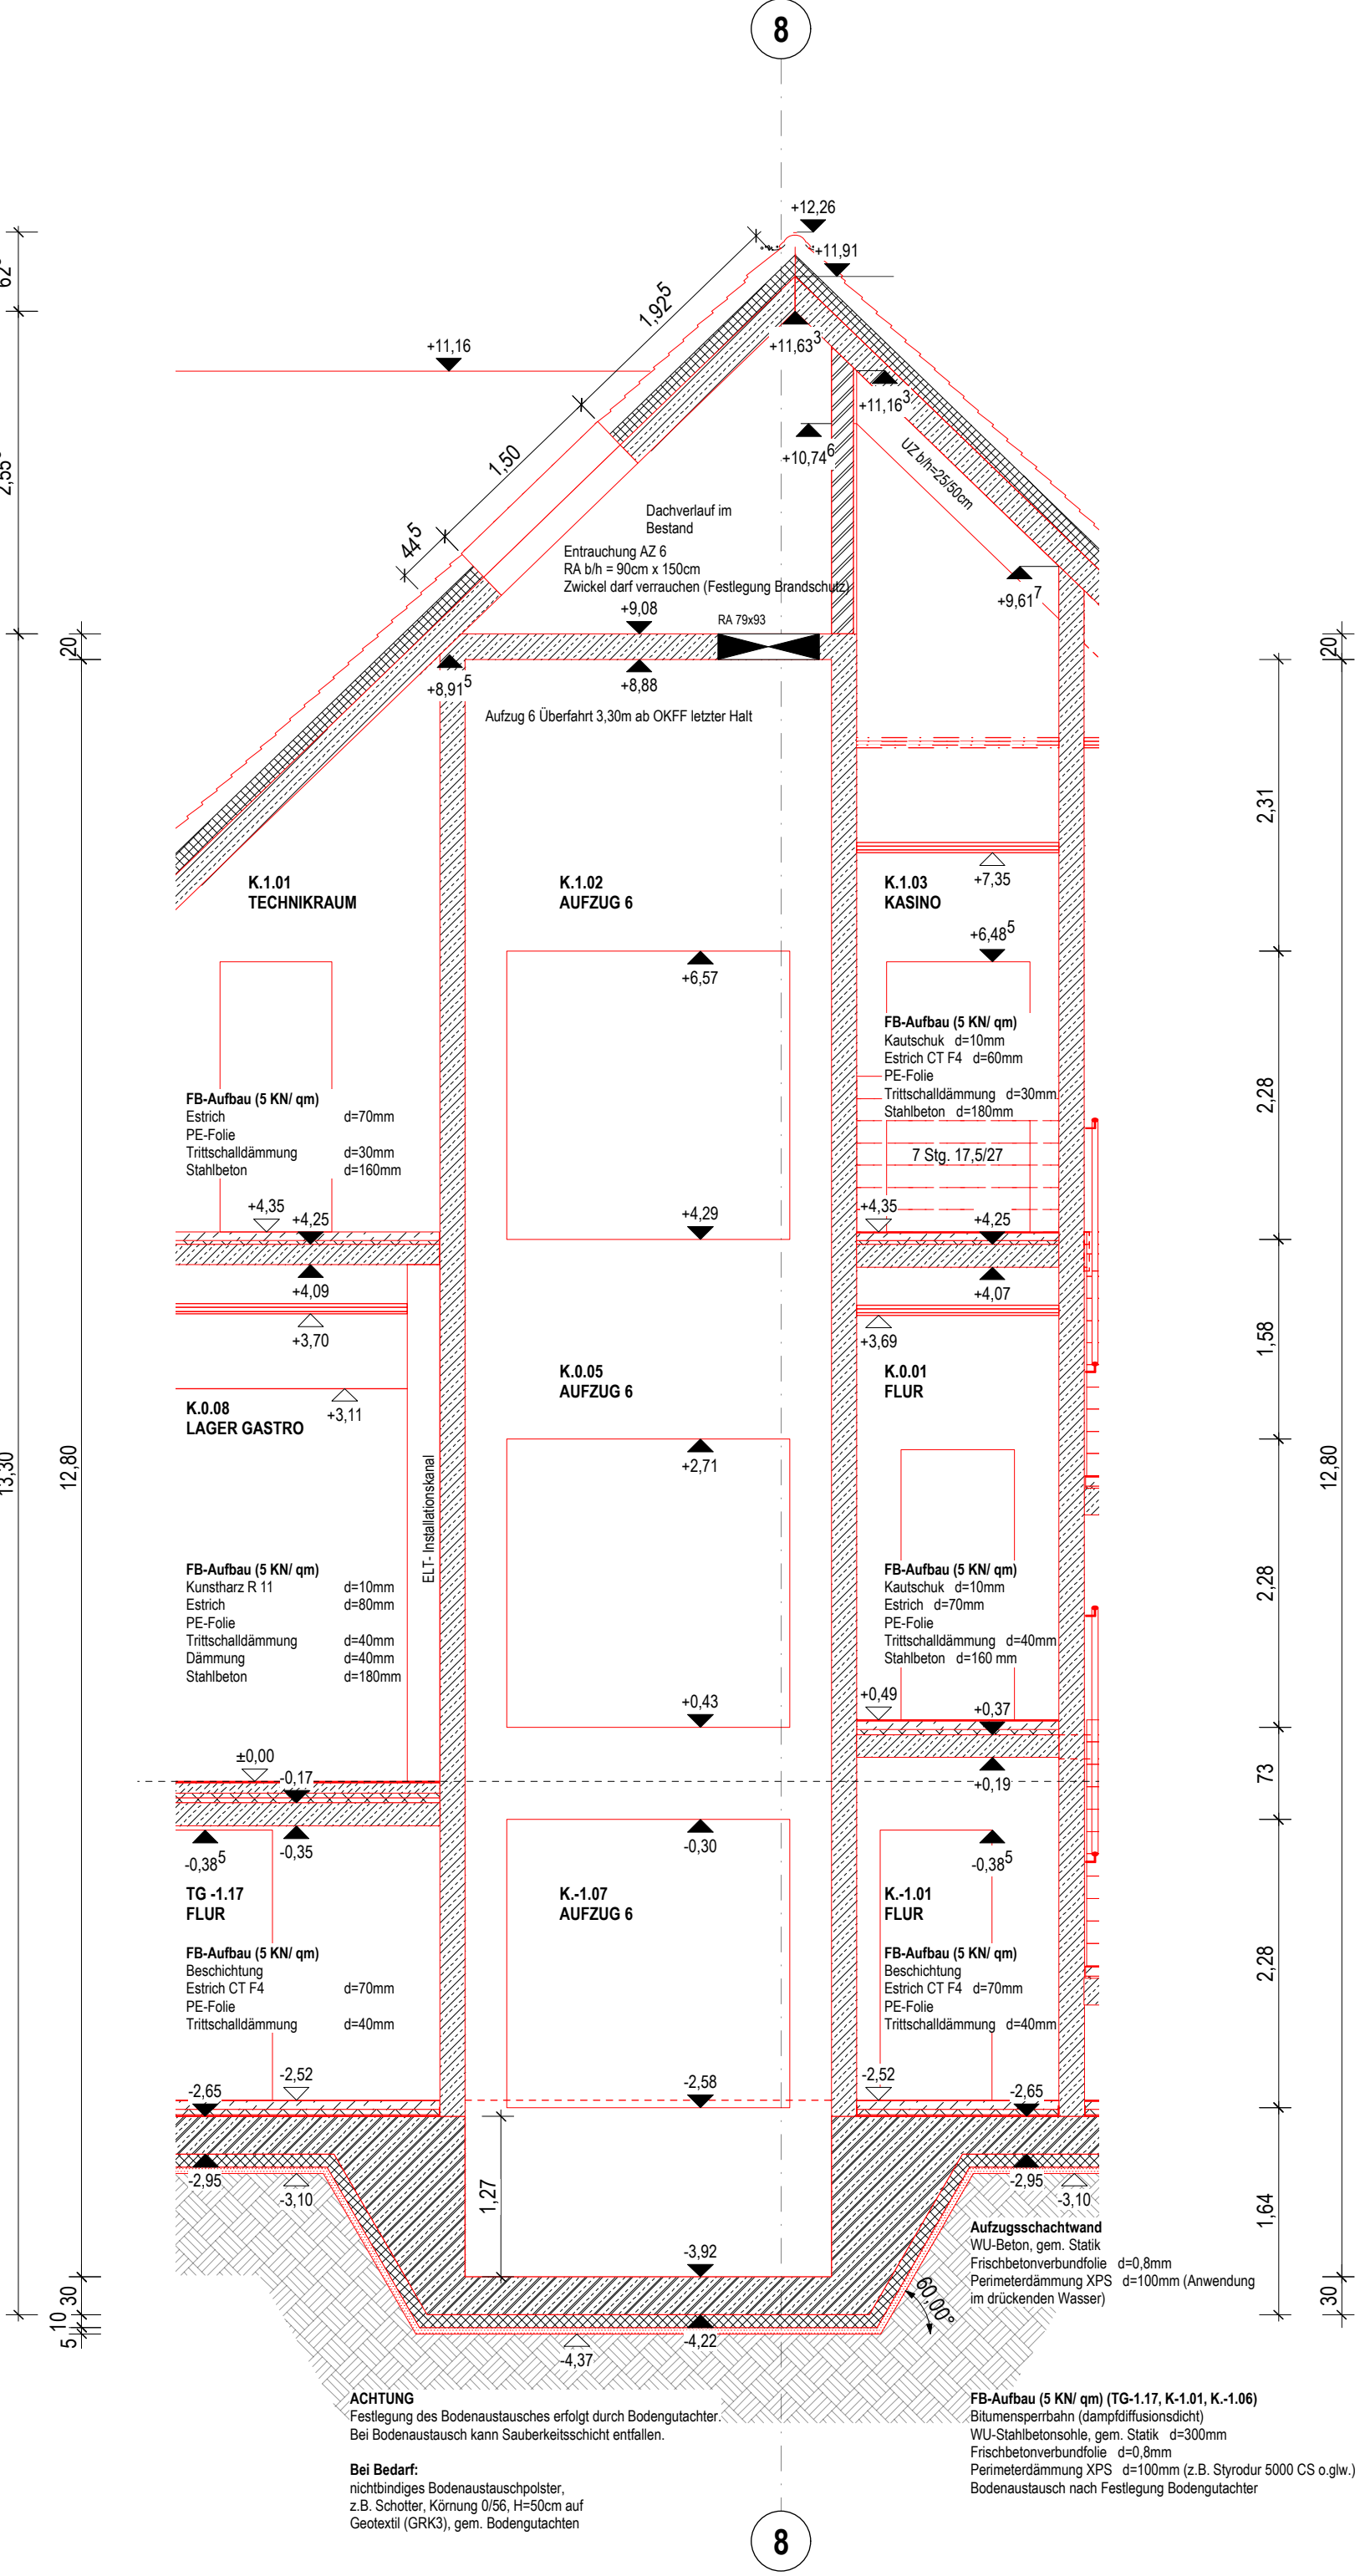 8
+12,26
+11,91
62⁵
1,92⁵
+11,63³
+11,16
+11,16³
+10,74⁶
UZ b/h=25/50cm
2,55⁵
1,50
44⁵
Dachverlauf im
Bestand
Entrauchung AZ 6
RA b/h = 90cm x 150cm
Zwickel darf verrauchen (Festlegung Brandschutz)
+9,61⁷
+9,08
RA 79x93
20
20
+8,91⁵
+8,88
Aufzug 6 Überfahrt 3,30m ab OKFF letzter Halt
2,31
K.1.01
TECHNIKRAUM
K.1.02
AUFZUG 6
K.1.03
KASINO
+7,35
+6,48⁵
+6,57
FB-Aufbau (5 KN/ qm)
Kautschuk d=10mm
Estrich CT F4 d=60mm
PE-Folie
Trittschalldämmung d=30mm
Stahlbeton d=180mm
2,28
FB-Aufbau (5 KN/ qm)
Estrich d=70mm
PE-Folie
Trittschalldämmung d=30mm
Stahlbeton d=160mm
7 Stg. 17,5/27
+4,35
+4,25
+4,29
+4,35
+4,25
+4,09
+4,07
+3,70
+3,69
1,58
K.0.08
LAGER GASTRO
+3,11
K.0.05
AUFZUG 6
K.0.01
FLUR
13,30
12,80
+2,71
12,80
ELT- Installationskanal
FB-Aufbau (5 KN/ qm)
Kunstharz R 11 d=10mm
Estrich d=80mm
PE-Folie
Trittschalldämmung d=40mm
Dämmung d=40mm
Stahlbeton d=180mm
FB-Aufbau (5 KN/ qm)
Kautschuk d=10mm
Estrich d=70mm
PE-Folie
Trittschalldämmung d=40mm
Stahlbeton d=160 mm
2,28
+0,43
+0,49
+0,37
±0,00
-0,17
+0,19
73
-0,38⁵
-0,35
-0,30
-0,38⁵
TG -1.17
FLUR
K.-1.07
AUFZUG 6
K.-1.01
FLUR
FB-Aufbau (5 KN/ qm)
Beschichtung
Estrich CT F4 d=70mm
PE-Folie
Trittschalldämmung d=40mm
FB-Aufbau (5 KN/ qm)
Beschichtung
Estrich CT F4 d=70mm
PE-Folie
Trittschalldämmung d=40mm
2,28
-2,65
-2,52
-2,58
-2,52
-2,65
-2,95
-3,10
1,27
-2,95
-3,10
1,64
Aufzugsschachtwand
WU-Beton, gem. Statik
Frischbetonverbundfolie d=0,8mm
Perimeterdämmung XPS d=100mm (Anwendung
im drückenden Wasser)
-3,92
60,00°
30
10
5
30
-4,22
-4,37
ACHTUNG
Festlegung des Bodenaustausches erfolgt durch Bodengutachter.
Bei Bodenaustausch kann Sauberkeitsschicht entfallen.
Bei Bedarf:
nichtbindiges Bodenaustauschpolster,
z.B. Schotter, Körnung 0/56, H=50cm auf
Geotextil (GRK3), gem. Bodengutachten
FB-Aufbau (5 KN/ qm) (TG-1.17, K-1.01, K.-1.06)
Bitumensperrbahn (dampfdiffusionsdicht)
WU-Stahlbetonsohle, gem. Statik d=300mm
Frischbetonverbundfolie d=0,8mm
Perimeterdämmung XPS d=100mm (z.B. Styrodur 5000 CS o.glw.)
Bodenaustausch nach Festlegung Bodengutachter
8